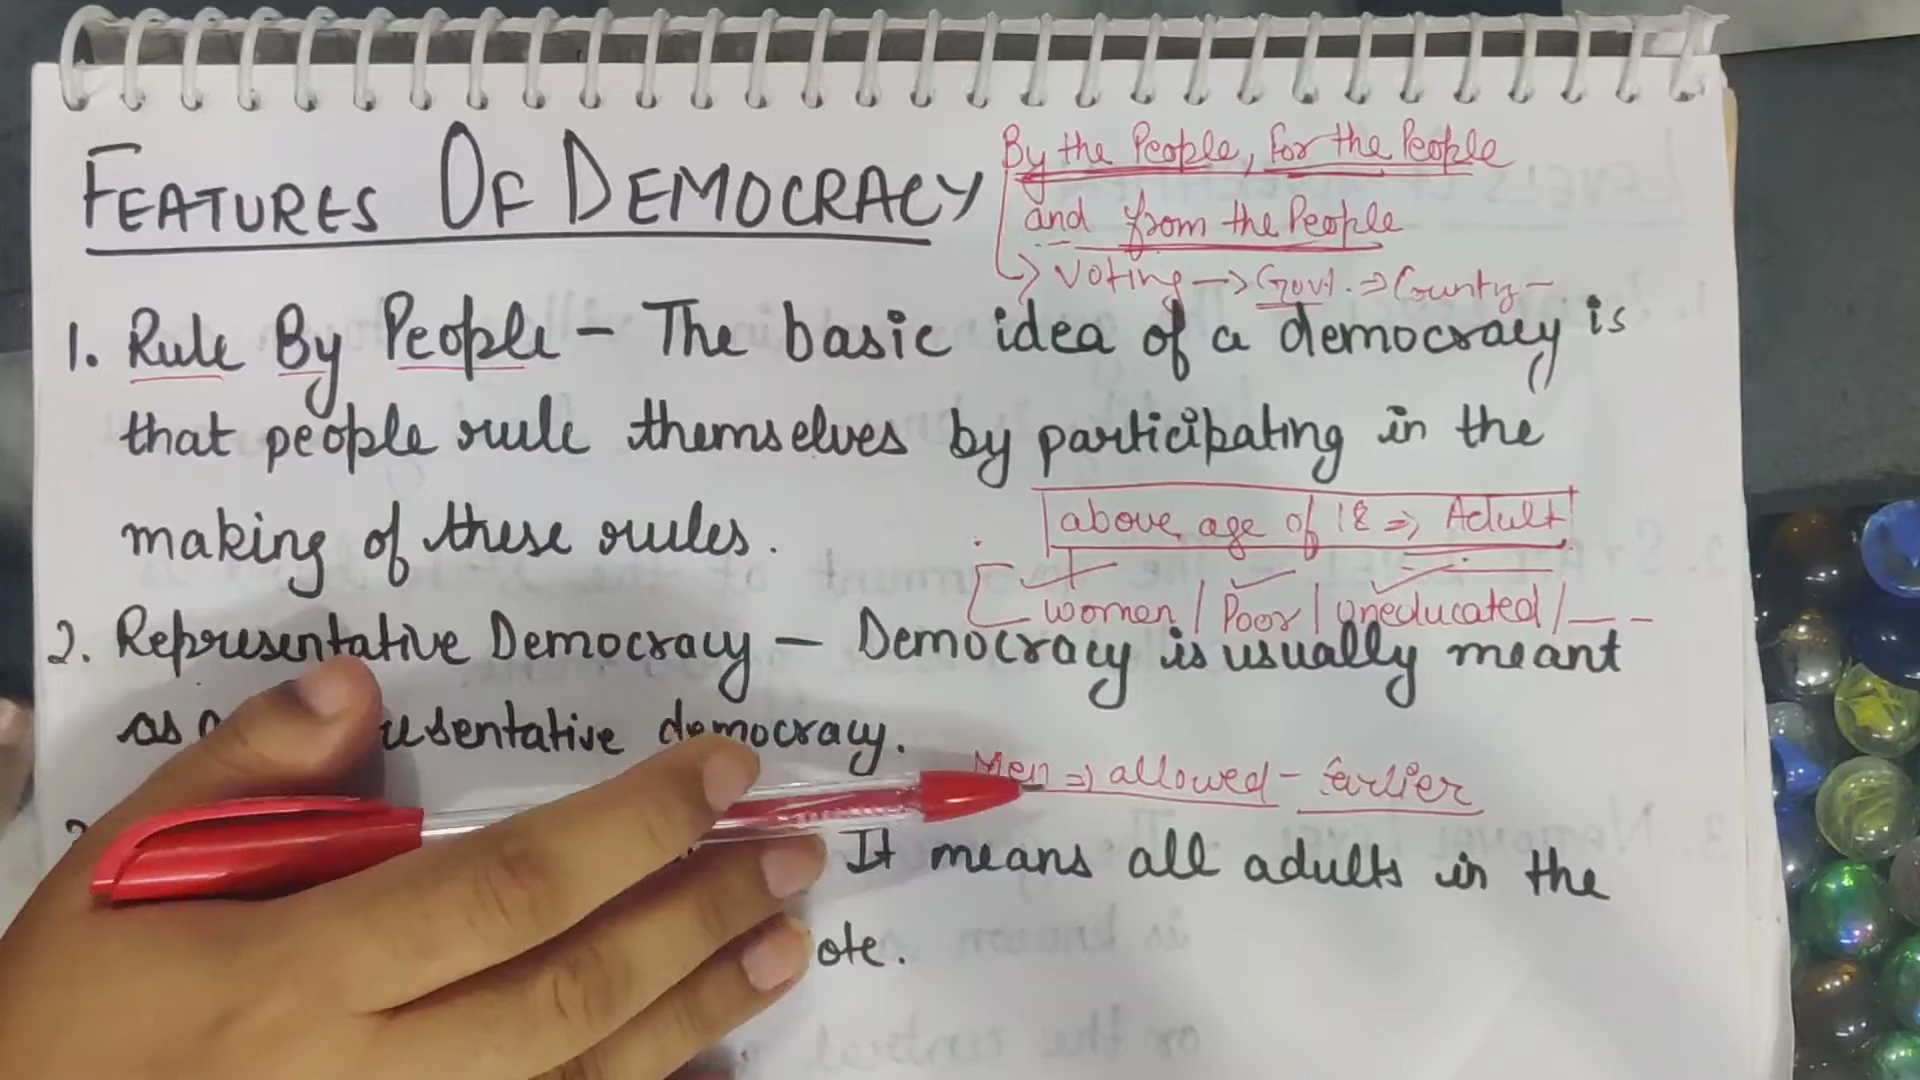 FEATURES OF DEMOCRACY
By the People, For the People
and from the People
→ Voting → Govt. ⇒ County –
1. Rule By People – The basic idea of a democracy is
that people rule themselves by participating in the
making of these rules.
above age of 18 ⇒ Adult
women / Poor / uneducated / – – –
2. Representative Democracy – Democracy is usually meant
as democracy.
Men ⇒ allowed – Earlier
It means all adults in the